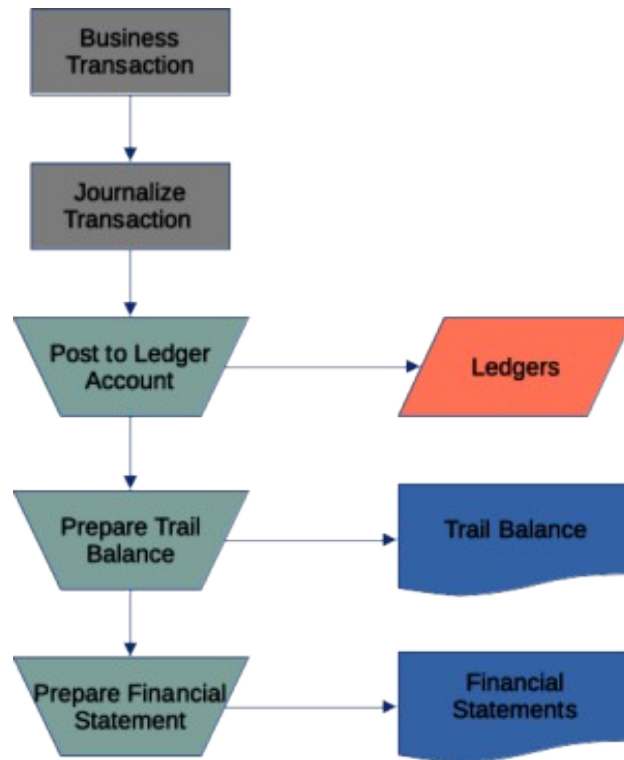 Business
Transaction
Journalize
Transaction
Post to Ledger
Account
Ledgers
Prepare Trail
Balance
Trail Balance
Prepare Financial
Statement
Financial
Statements